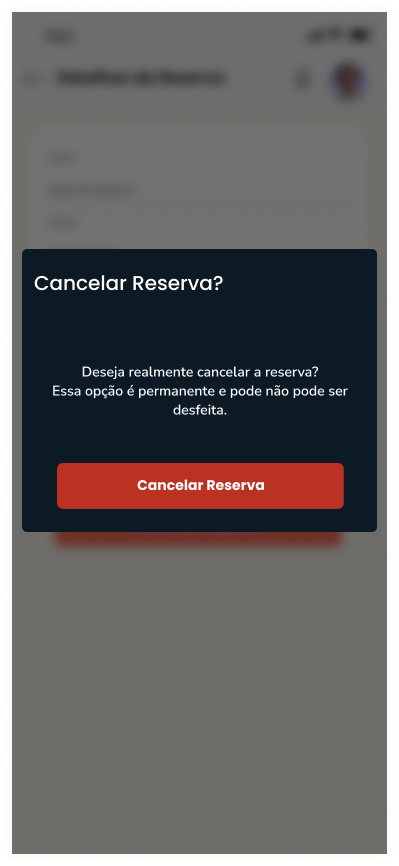 Detalhes da Reserva
Cancelar Reserva?
Deseja realmente cancelar a reserva?
Essa opção é permanente e pode não pode ser
desfeita.
Cancelar Reserva